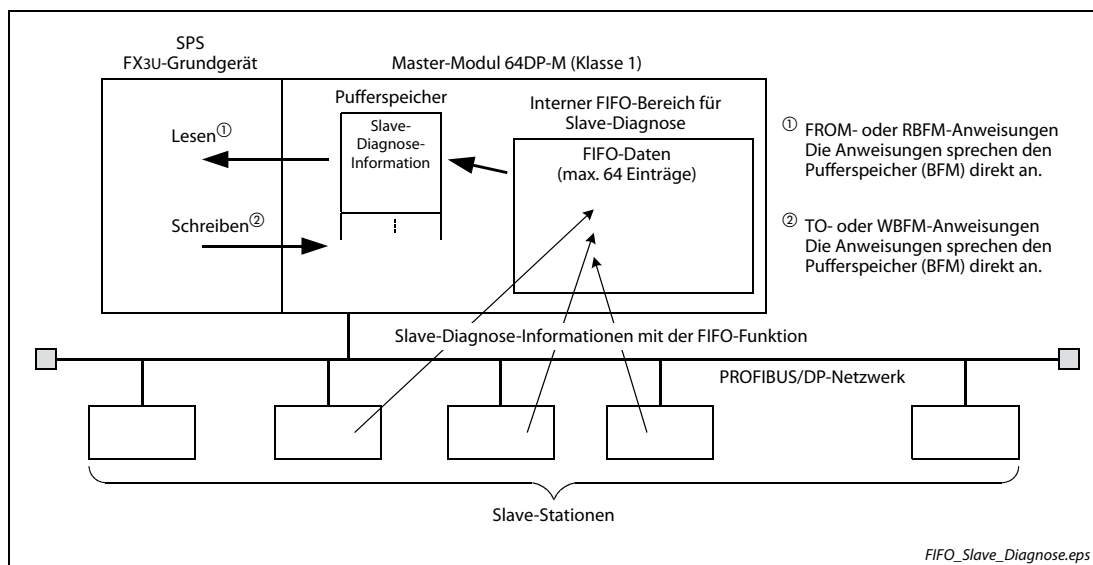 SPS
FX3U-Grundgerät
Master-Modul 64DP-M (Klasse 1)
Pufferspeicher
Interner FIFO-Bereich für
Slave-Diagnose
Lesen①
Slave-
Diagnose-
Information
FIFO-Daten
(max. 64 Einträge)
Schreiben②
① FROM- oder RBFM-Anweisungen
Die Anweisungen sprechen den
Pufferspeicher (BFM) direkt an.
② TO- oder WBFM-Anweisungen
Die Anweisungen sprechen den
Pufferspeicher (BFM) direkt an.
Slave-Diagnose-Informationen mit der FIFO-Funktion
PROFIBUS/DP-Netzwerk
Slave-Stationen
FIFO_Slave_Diagnose.eps